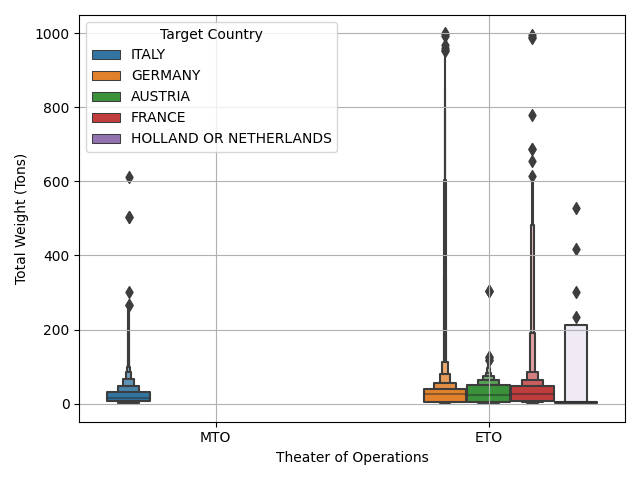 Target Country
ITALY
GERMANY
AUSTRIA
FRANCE
HOLLAND OR NETHERLANDS
1000
800
600
400
200
0
Total Weight (Tons)
MTO
ETO
Theater of Operations